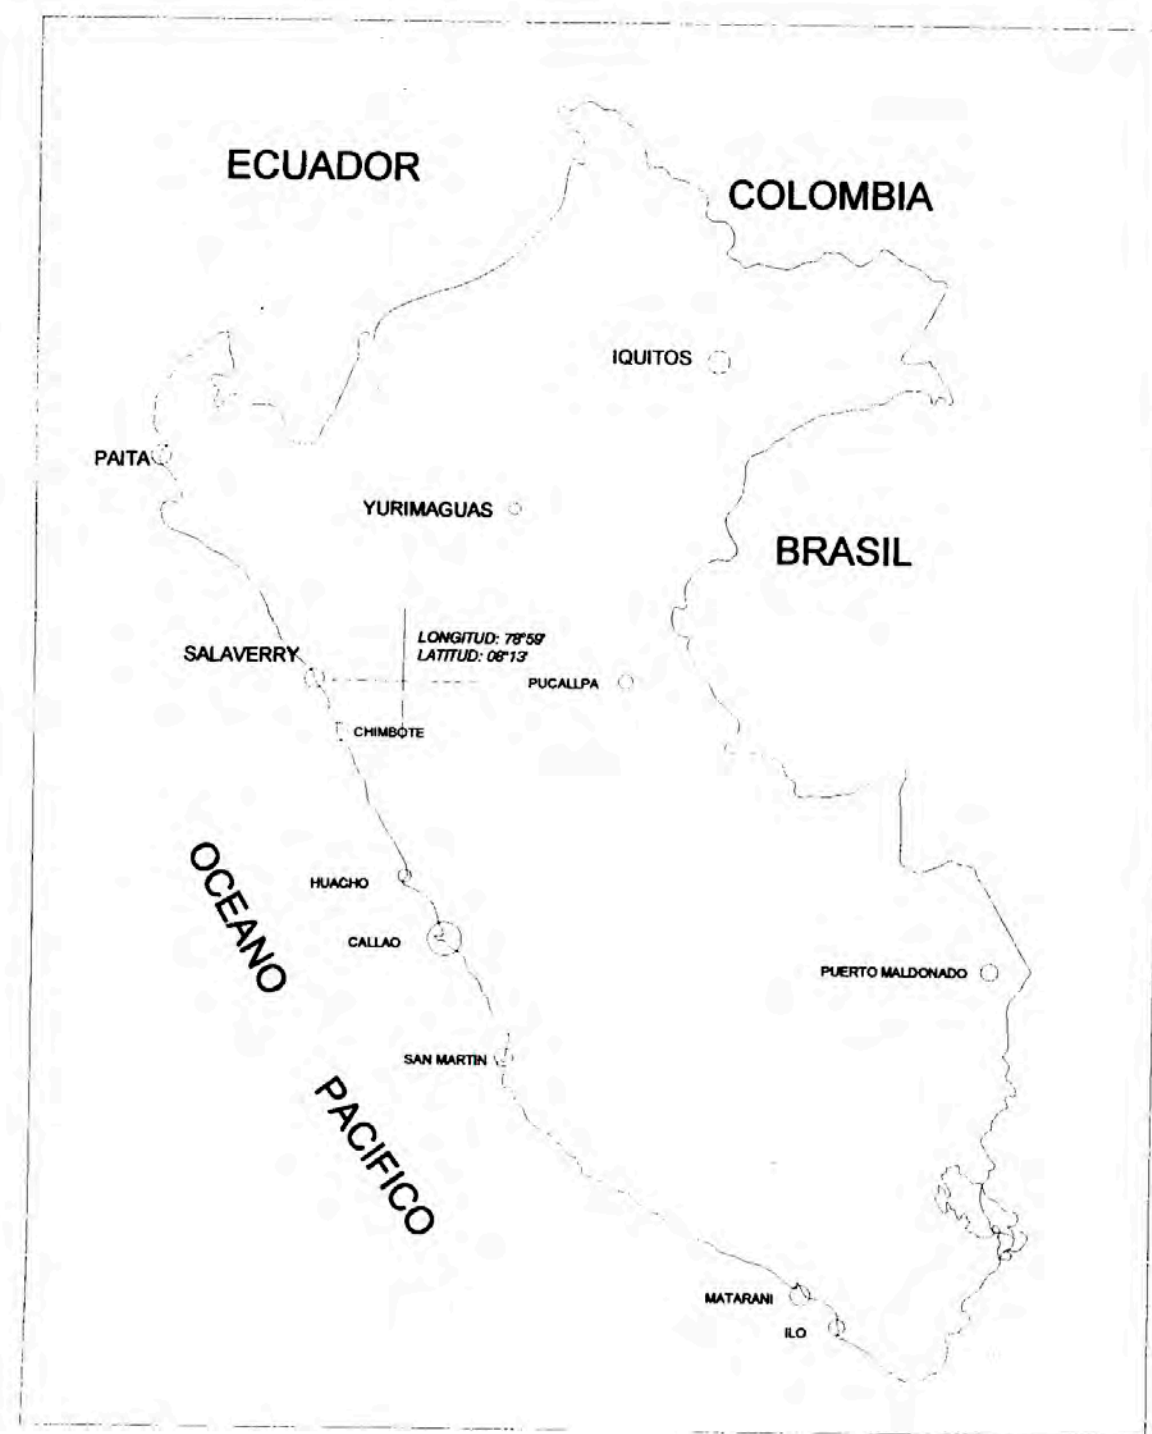 ECUADOR
COLOMBIA
IQUITOS
PAITA
YURIMAGUAS
BRASIL
LONGITUD: 78°59'
LATITUD: 08°13'
SALAVERRY
PUCALLPA
CHIMBOTE
OCEANO
HUACHO
CALLAO
PUERTO MALDONADO
SAN MARTIN
PACIFICO
MATARANI
ILO